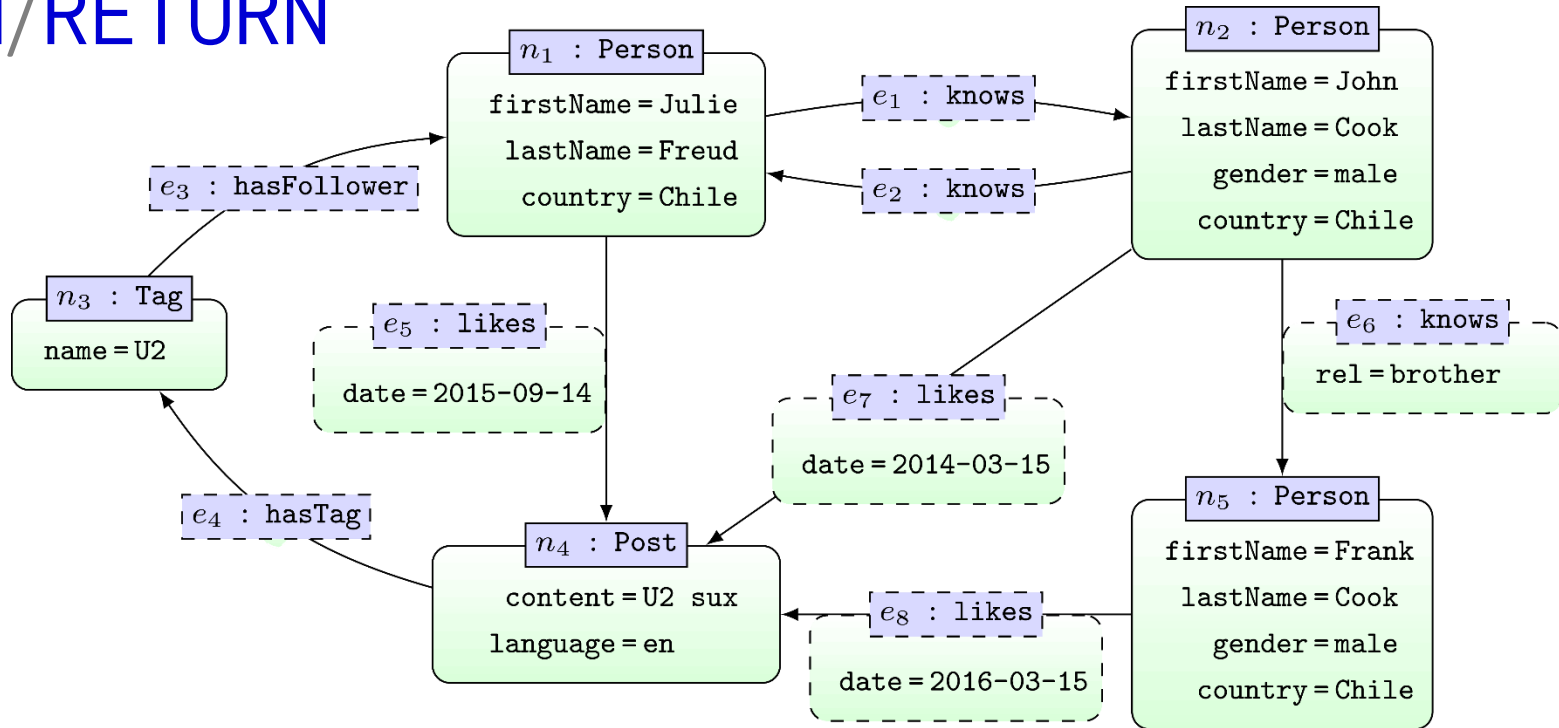 /RETURN
n1 : Person
firstName = Julie
lastName = Freud
country = Chile
e1 : knows
e2 : knows
n2 : Person
firstName = John
lastName = Cook
gender = male
country = Chile
e3 : hasFollower
n3 : Tag
name = U2
e5 : likes
date = 2015-09-14
e6 : knows
rel = brother
e7 : likes
date = 2014-03-15
e4 : hasTag
n4 : Post
content = U2 sux
language = en
e8 : likes
date = 2016-03-15
n5 : Person
firstName = Frank
lastName = Cook
gender = male
country = Chile